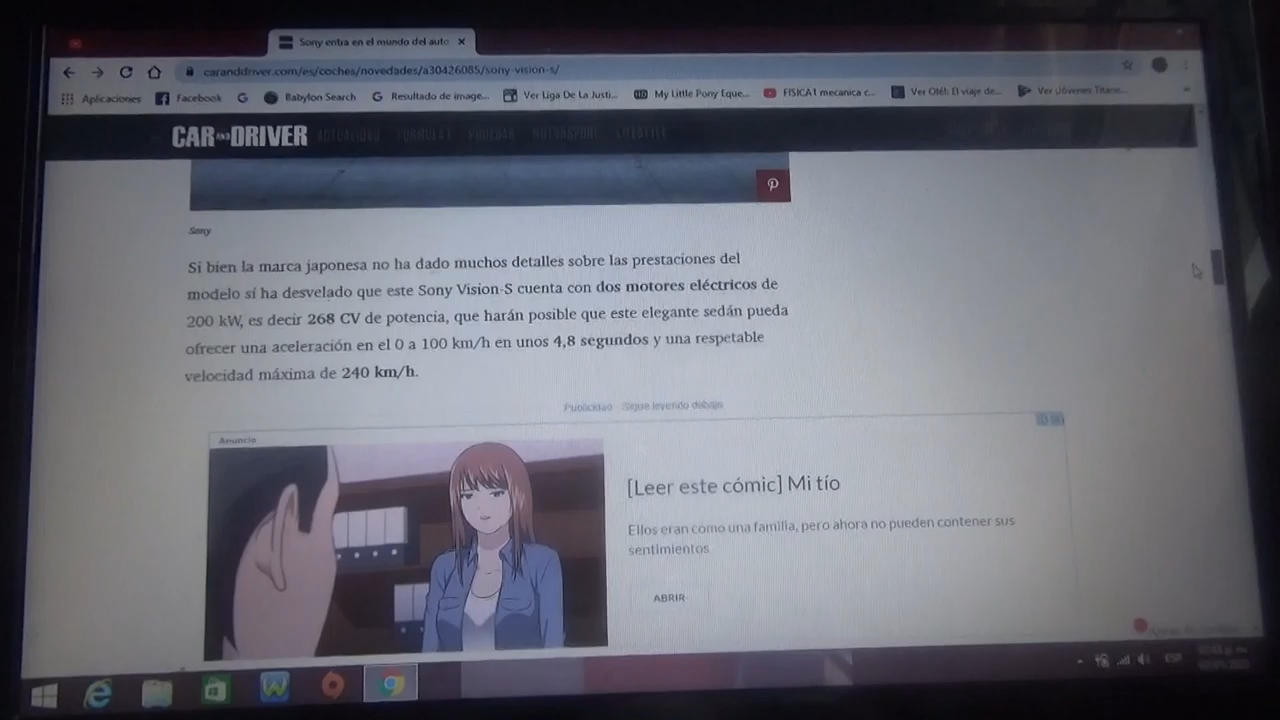 Sony entra en el mundo del auto
caranddriver.com/es/coches/novedades/a30426085/sony-vision-s/
Aplicaciones Facebook Babylon Search Resultado de image... Ver Liga De La Justi... My Little Pony Eque... FISICA1 mecanica c... Ver Olé!: El viaje de... Ver Jóvenes Titane...
CAR AND DRIVER ACTUALIDAD FÓRMULA 1 PRUEBAS MOTORSPORT LIFESTYLE
Sony
Si bien la marca japonesa no ha dado muchos detalles sobre las prestaciones del
modelo sí ha desvelado que este Sony Vision-S cuenta con dos motores eléctricos de
200 kW, es decir 268 CV de potencia, que harán posible que este elegante sedán pueda
ofrecer una aceleración en el 0 a 100 km/h en unos 4,8 segundos y una respetable
velocidad máxima de 240 km/h.
Publicidad Sigue leyendo debajo
Anuncio
[Leer este cómic] Mi tío
Ellos eran como una familia, pero ahora no pueden contener sus
sentimientos
ABRIR
ESP